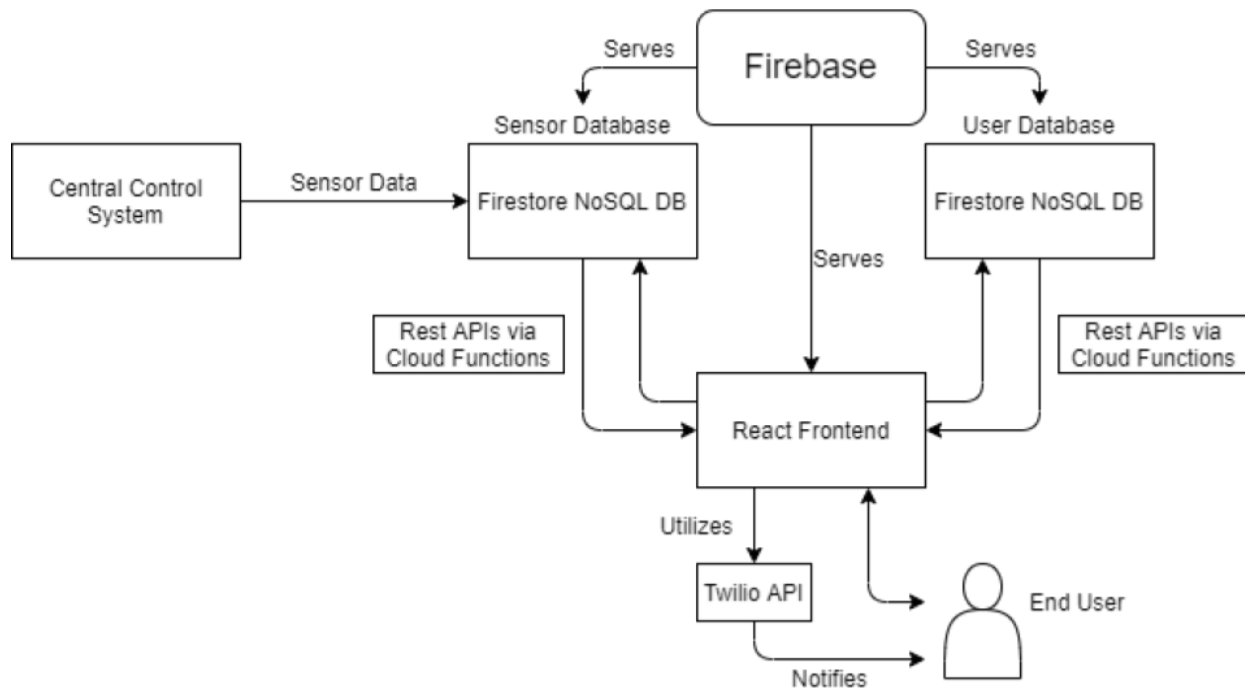 Serves
Firebase
Serves
Sensor Database
User Database
Central Control
System
Sensor Data
Firestore NoSQL DB
Firestore NoSQL DB
Serves
Rest APIs via
Cloud Functions
Rest APIs via
Cloud Functions
React Frontend
Utilizes
Twilio API
End User
Notifies